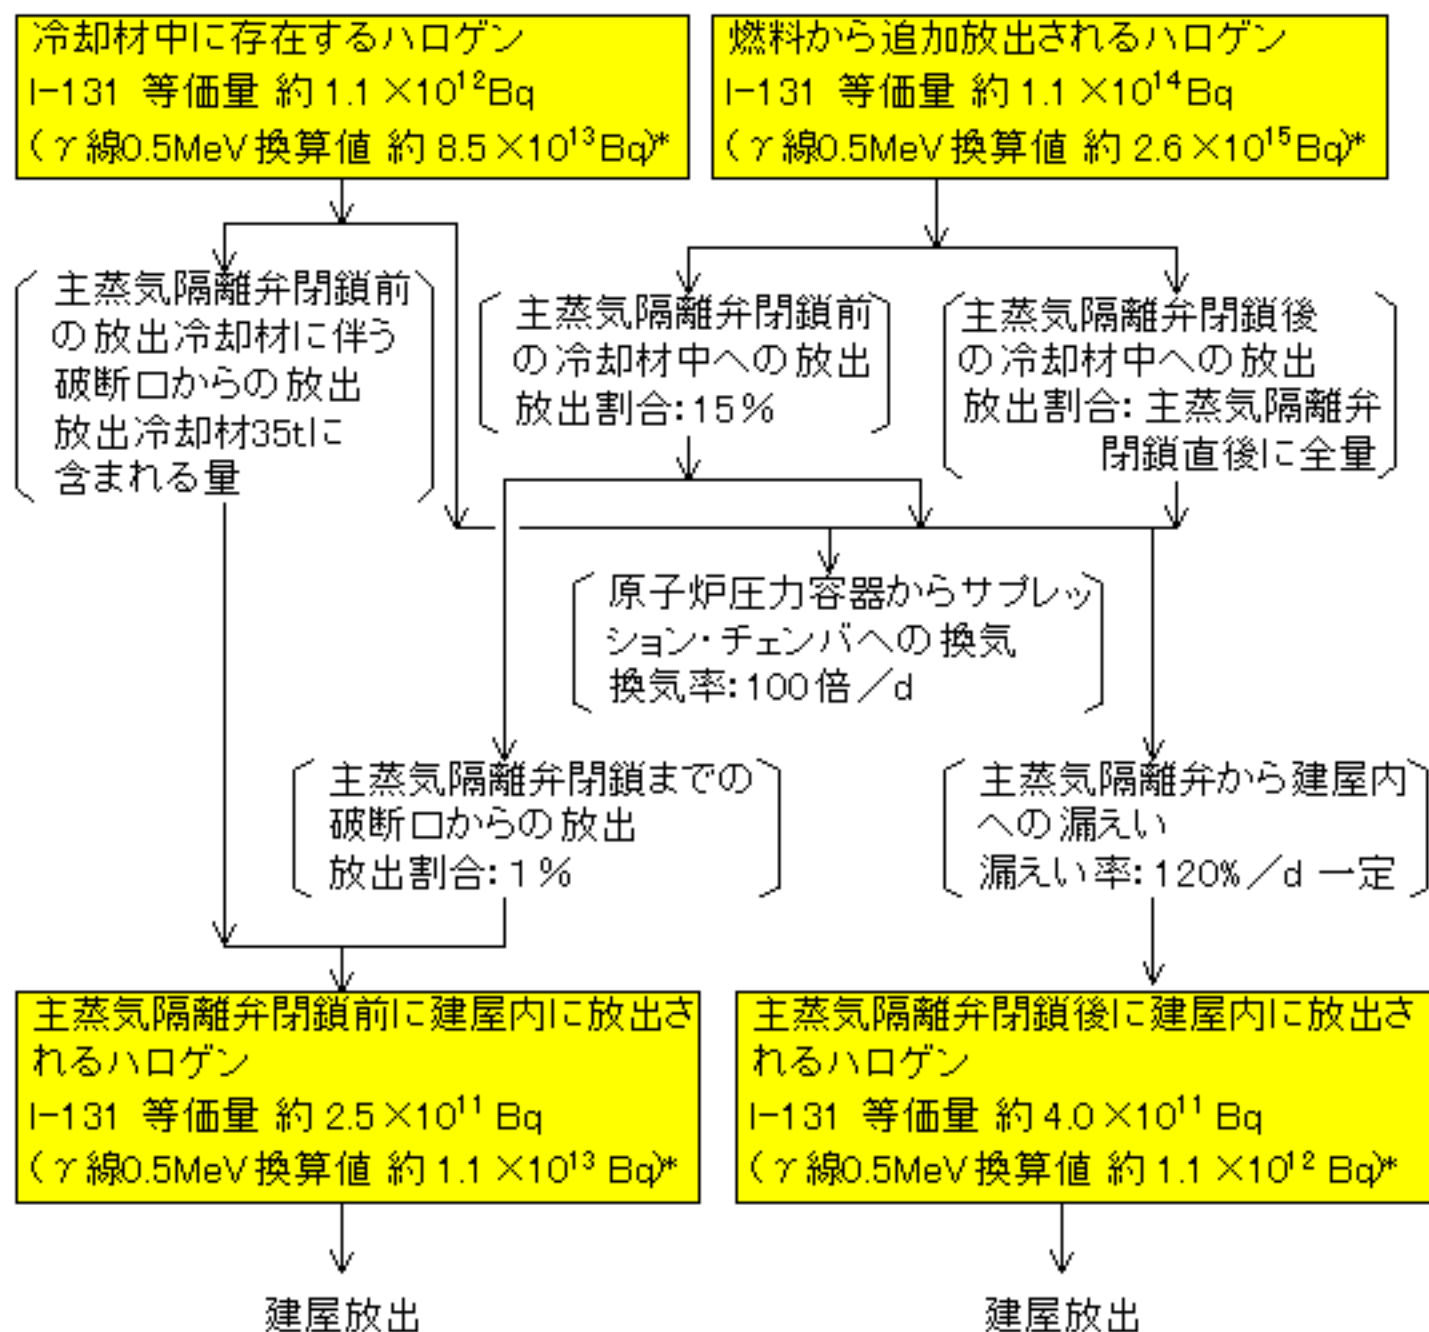 冷却材中に存在するハロゲン
I-131 等価量 約 1.1 ×10¹²Bq
(γ線0.5MeV換算値 約 8.5×10¹³Bq)*
燃料から追加放出されるハロゲン
I-131 等価量 約 1.1 ×10¹⁴Bq
(γ線0.5MeV換算値 約 2.6×10¹⁵Bq)*
主蒸気隔離弁閉鎖前
の放出冷却材に伴う
破断口からの放出
放出冷却材35tに
含まれる量
主蒸気隔離弁閉鎖前
の冷却材中への放出
放出割合:15%
主蒸気隔離弁閉鎖後
の冷却材中への放出
放出割合:主蒸気隔離弁
閉鎖直後に全量
原子炉圧力容器からサプレッ
ション・チェンバへの換気
換気率:100倍/d
主蒸気隔離弁閉鎖までの
破断口からの放出
放出割合:1%
主蒸気隔離弁から建屋内
への漏えい
漏えい率:120%/d 一定
主蒸気隔離弁閉鎖前に建屋内に放出さ
れるハロゲン
I-131 等価量 約 2.5×10¹¹ Bq
(γ線0.5MeV換算値 約 1.1×10¹³ Bq)*
主蒸気隔離弁閉鎖後に建屋内に放出さ
れるハロゲン
I-131 等価量 約 4.0×10¹¹ Bq
(γ線0.5MeV換算値 約 1.1×10¹² Bq)*
建屋放出
建屋放出